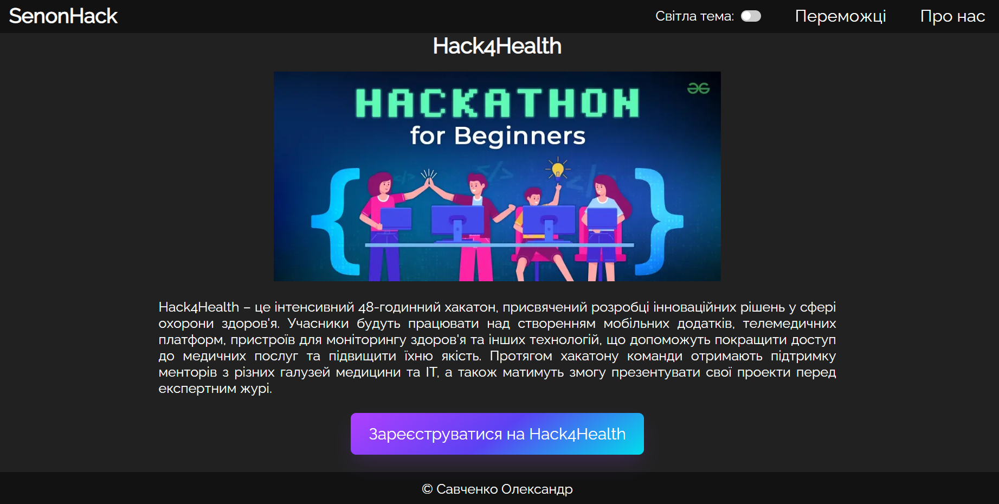 SenonHack
Світла тема:
Переможці
Про нас
Hack4Health
HACKATHON
for Beginners
</>
</>
</>
Hack4Health – це інтенсивний 48-годинний хакатон, присвячений розробці інноваційних рішень у сфері
охорони здоров'я. Учасники будуть працювати над створенням мобільних додатків, телемедичних
платформ, пристроїв для моніторингу здоров'я та інших технологій, що допоможуть покращити доступ
до медичних послуг та підвищити їхню якість. Протягом хакатону команди отримають підтримку
менторів з різних галузей медицини та ІТ, а також матимуть змогу презентувати свої проекти перед
експертним журі.
Зареєструватися на Hack4Health
© Савченко Олександр